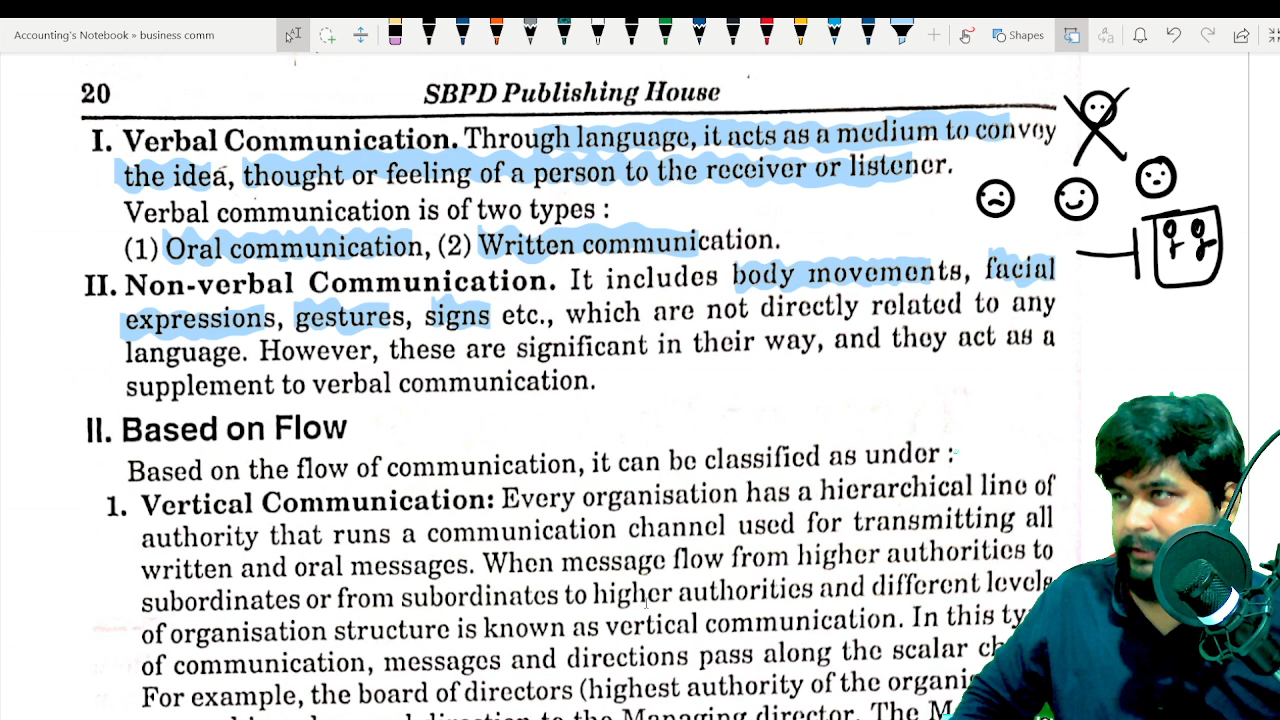 Accounting's Notebook » business comm
Shapes
20 SBPD Publishing House
I. Verbal Communication. Through language, it acts as a medium to convey
the idea, thought or feeling of a person to the receiver or listener.
Verbal communication is of two types :
(1) Oral communication, (2) Written communication.
II. Non-verbal Communication. It includes body movements, facial
expressions, gestures, signs etc., which are not directly related to any
language. However, these are significant in their way, and they act as a
supplement to verbal communication.
II. Based on Flow
Based on the flow of communication, it can be classified as under :
1. Vertical Communication: Every organisation has a hierarchical line of
authority that runs a communication channel used for transmitting all
written and oral messages. When message flow from higher authorities to
subordinates or from subordinates to higher authorities and different levels
of organisation structure is known as vertical communication. In this
of communication, messages and directions pass along the scalar
For example, the board of directors (highest authority of the
direction to the Managing director. The